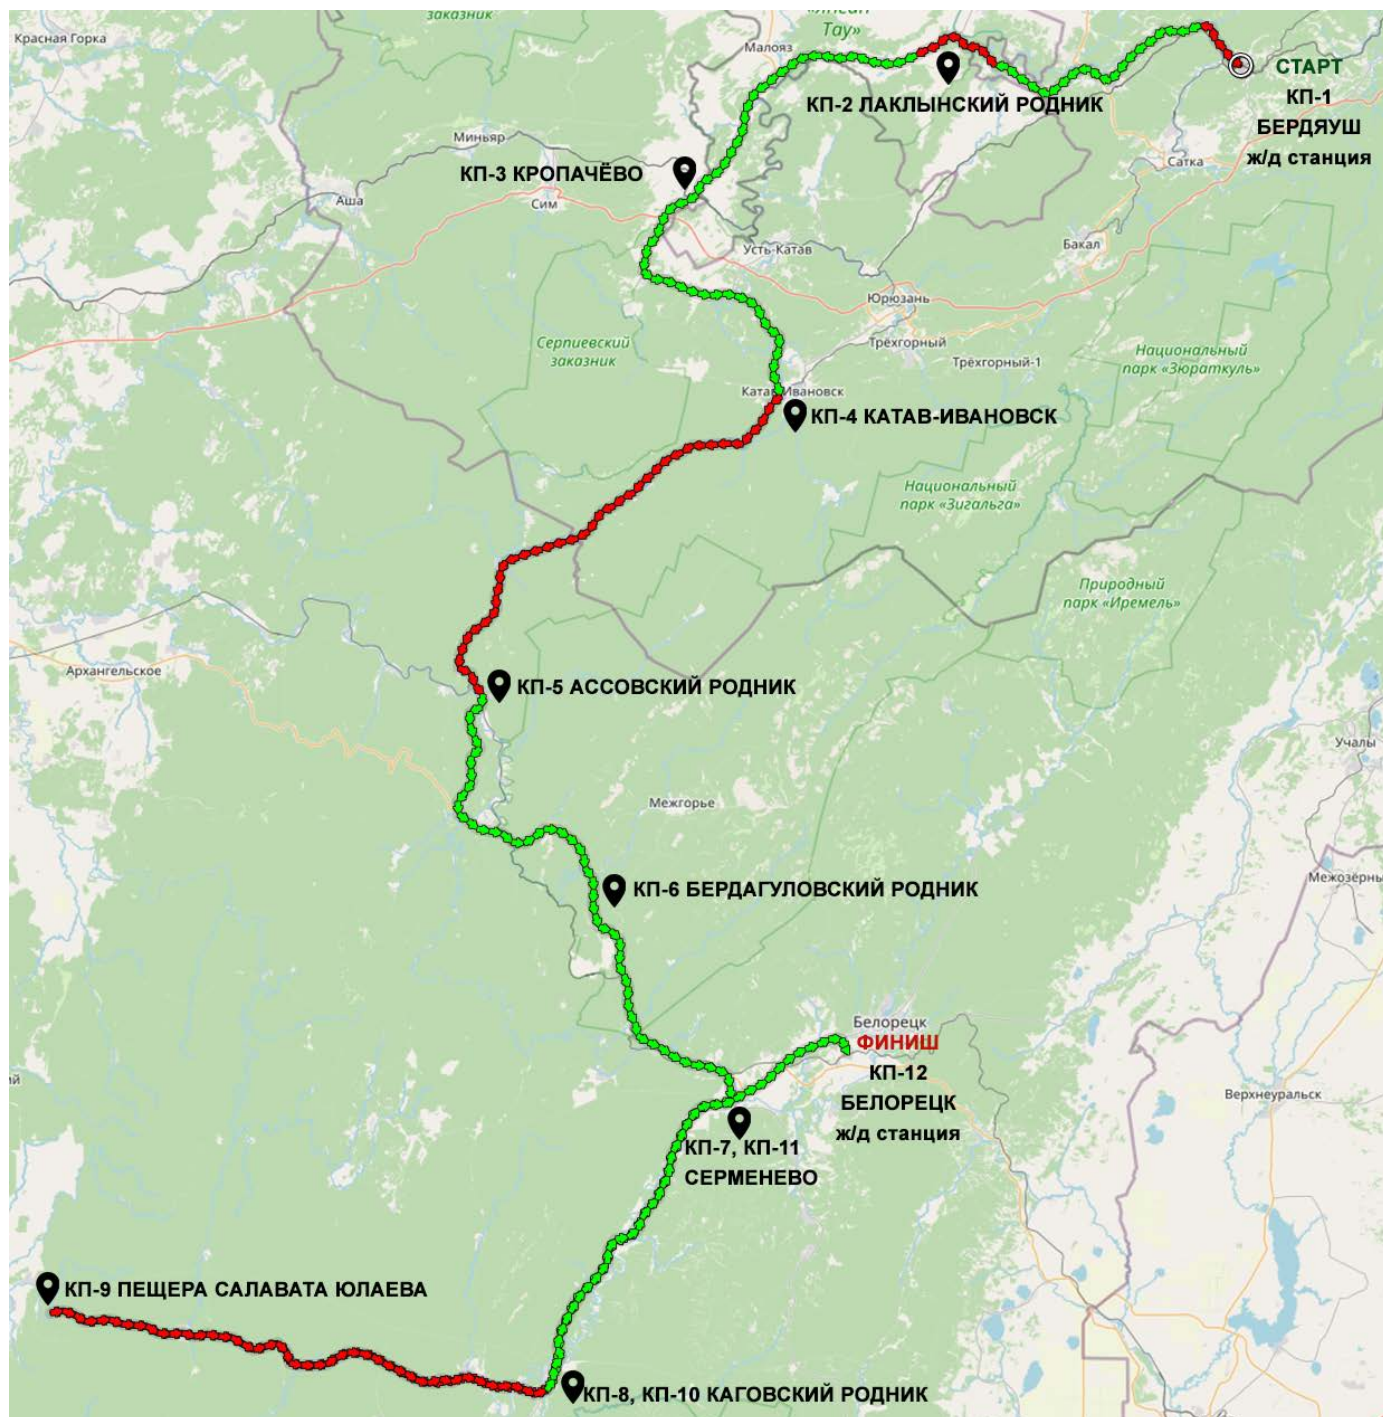 заказник
Красная Горка
«Янган-
Тау»
Малояз
СТАРТ
КП-1
БЕРДЯУШ
ж/д станция
КП-2 ЛАКЛЫНСКИЙ РОДНИК
Миньяр
Сатка
КП-3 КРОПАЧЁВО
Аша
Сим
Усть-Катав
Бакал
Юрюзань
Трёхгорный
Трёхгорный-1
Серпиевский
заказник
Национальный
парк «Зюраткуль»
Катав-Ивановск
КП-4 КАТАВ-ИВАНОВСК
Национальный
парк «Зигальга»
Природный
парк «Иремель»
Архангельское
КП-5 АССОВСКИЙ РОДНИК
Учалы
Межгорье
Межозёрны
КП-6 БЕРДАГУЛОВСКИЙ РОДНИК
Белорецк
ФИНИШ
КП-12
БЕЛОРЕЦК
ж/д станция
ий
Верхнеуральск
КП-7, КП-11
СЕРМЕНЕВО
КП-9 ПЕЩЕРА САЛАВАТА ЮЛАЕВА
КП-8, КП-10 КАГОВСКИЙ РОДНИК